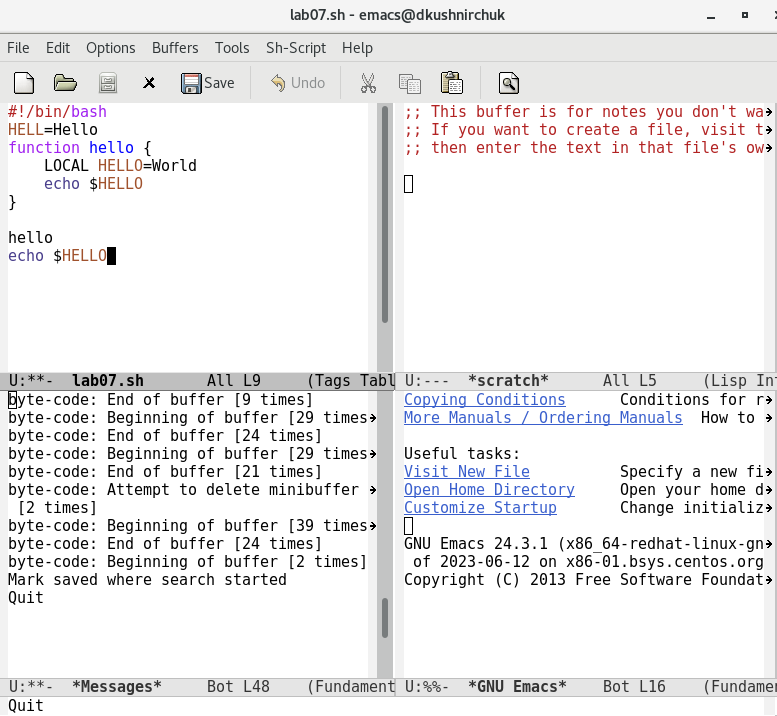 lab07.sh - emacs@dkushnirchuk
File Edit Options Buffers Tools Sh-Script Help
Save Undo
#!/bin/bash
HELL=Hello
function hello {
    LOCAL HELLO=World
    echo $HELLO
}
hello
echo $HELLO
U:**- lab07.sh All L9 (Tags Tabl
;; This buffer is for notes you don't wa
;; If you want to create a file, visit t
;; then enter the text in that file's ow
U:--- *scratch* All L5 (Lisp Int
byte-code: End of buffer [9 times]
byte-code: Beginning of buffer [29 times
byte-code: End of buffer [24 times]
byte-code: Beginning of buffer [29 times
byte-code: End of buffer [21 times]
byte-code: Attempt to delete minibuffer
 [2 times]
byte-code: Beginning of buffer [39 times
byte-code: End of buffer [24 times]
byte-code: Beginning of buffer [2 times]
Mark saved where search started
Quit
U:**- *Messages* Bot L48 (Fundament
Copying Conditions Conditions for r
More Manuals / Ordering Manuals How to
Useful tasks:
Visit New File Specify a new fi
Open Home Directory Open your home d
Customize Startup Change initializ
GNU Emacs 24.3.1 (x86_64-redhat-linux-gn
 of 2023-06-12 on x86-01.bsys.centos.org
Copyright (C) 2013 Free Software Foundat
U:%%- *GNU Emacs* Bot L16 (Fundamen
Quit